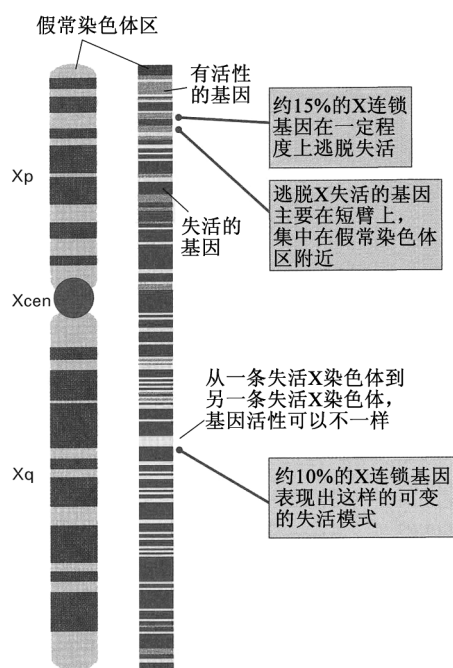 假常染色体区
有活性
的基因
约15%的X连锁
基因在一定程
度上逃脱失活
Xp
逃脱X失活的基因
主要在短臂上，
集中在假常染色体
区附近
失活的
基因
Xcen
从一条失活X染色体到
另一条失活X染色体，
基因活性可以不一样
Xq
约10%的X连锁基因
表现出这样的可变
的失活模式